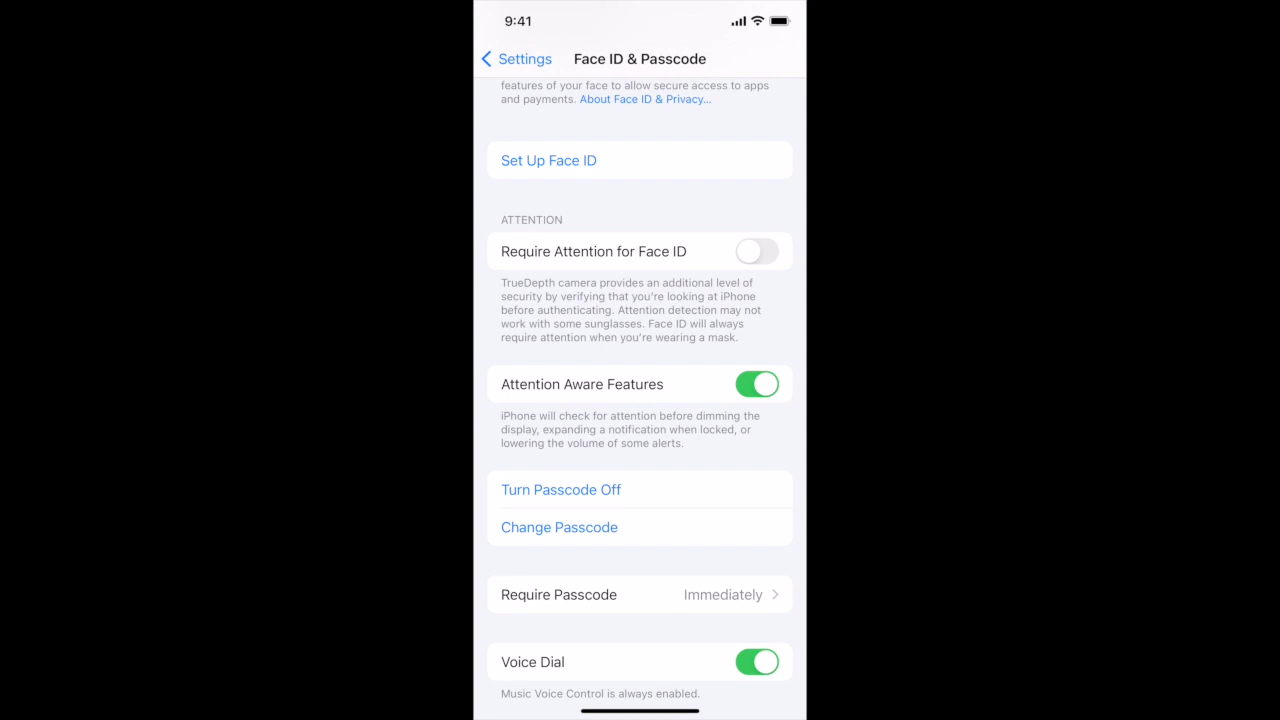 9:41
Settings
Face ID & Passcode
features of your face to allow secure access to apps
and payments. About Face ID & Privacy...
Set Up Face ID
ATTENTION
Require Attention for Face ID
TrueDepth camera provides an additional level of
security by verifying that you’re looking at iPhone
before authenticating. Attention detection may not
work with some sunglasses. Face ID will always
require attention when you’re wearing a mask.
Attention Aware Features
iPhone will check for attention before dimming the
display, expanding a notification when locked, or
lowering the volume of some alerts.
Turn Passcode Off
Change Passcode
Require Passcode Immediately
Voice Dial
Music Voice Control is always enabled.